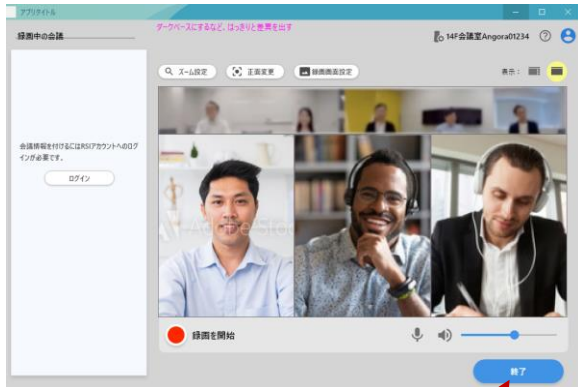 アプリタイトル
録画中の会議
データベースにするなど、はっきりと差異を出す
14F会議室Angora01234
ズーム設定
正面変更
録画画面設定
表示：
会議情報を付けるにはRSIアカウントへのログ
インが必要です。
ログイン
Adobe Stoc
録画を開始
終了